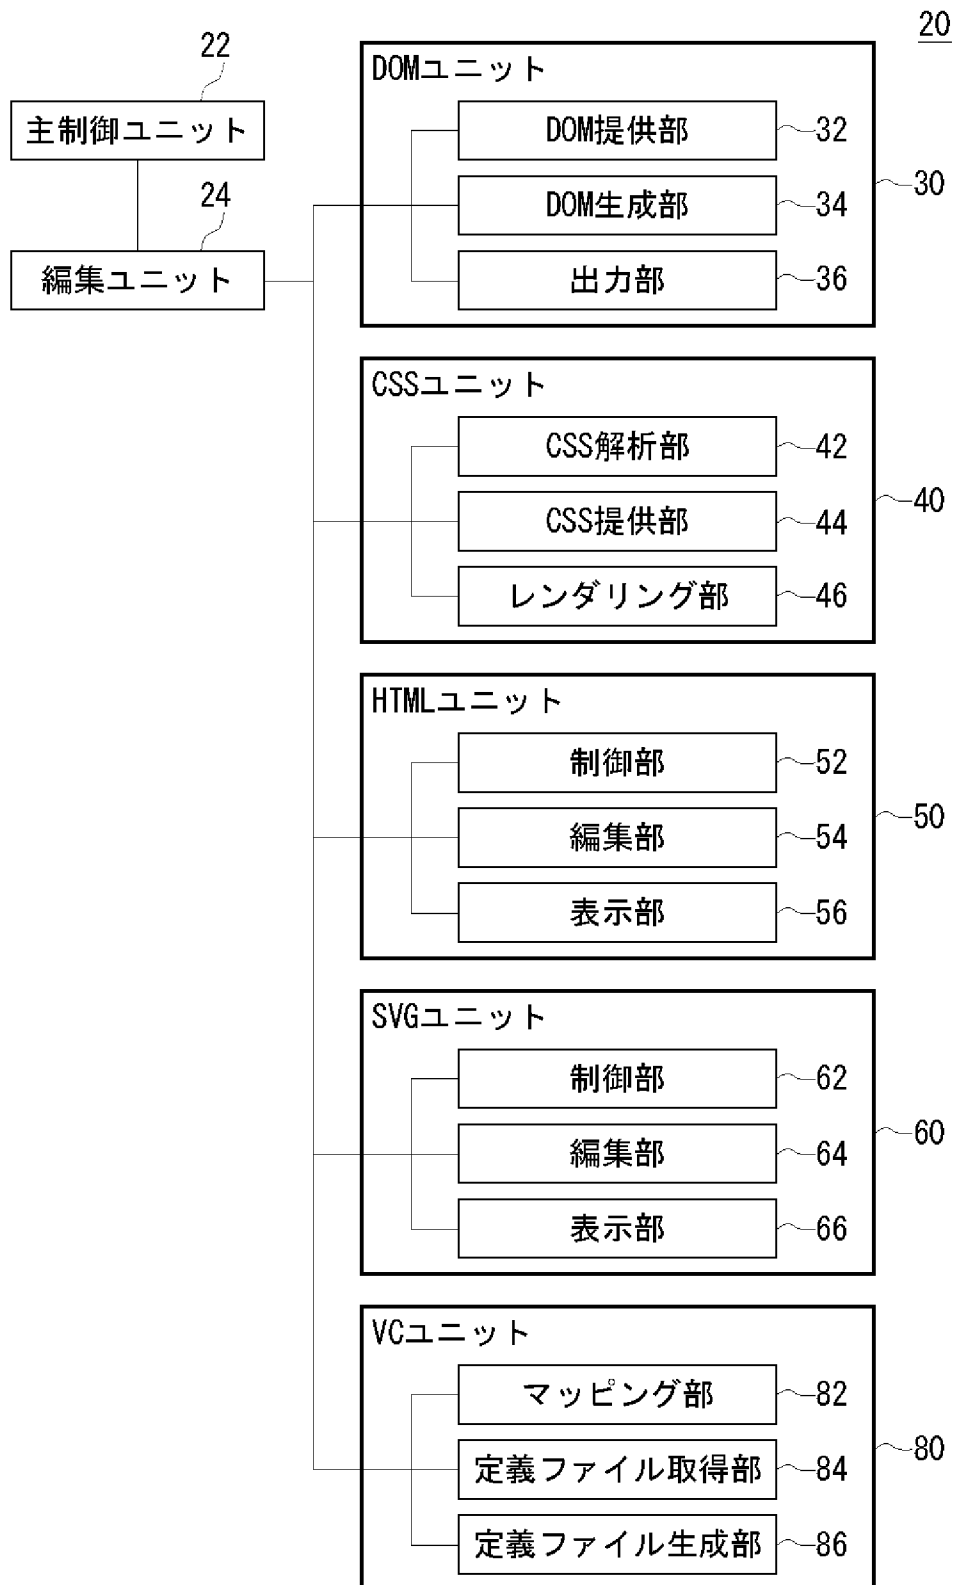 20
22
主制御ユニット
24
編集ユニット
DOMユニット
DOM提供部
32
DOM生成部
34
出力部
36
30
CSSユニット
CSS解析部
42
CSS提供部
44
レンダリング部
46
40
HTMLユニット
制御部
52
編集部
54
表示部
56
50
SVGユニット
制御部
62
編集部
64
表示部
66
60
VCユニット
マッピング部
82
定義ファイル取得部
84
定義ファイル生成部
86
80